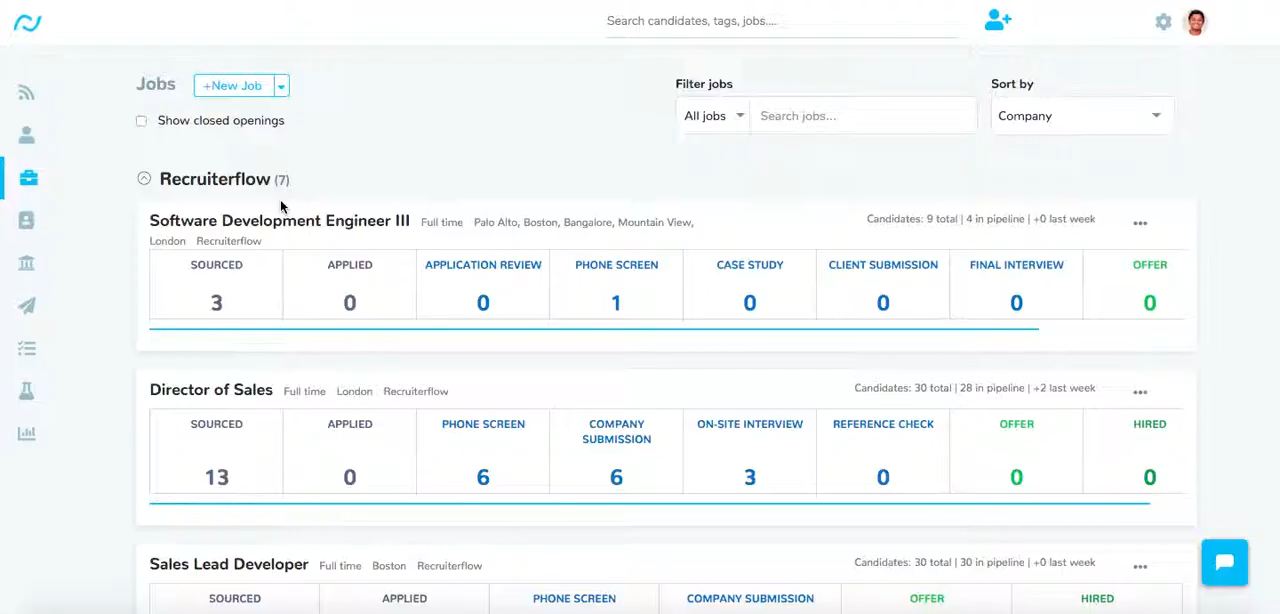 Search candidates, tags, jobs....
Jobs
+New Job
Filter jobs
Sort by
All jobs
Search jobs...
Company
Show closed openings
Recruiterflow (7)
Software Development Engineer III Full time Palo Alto, Boston, Bangalore, Mountain View,
London Recruiterflow
Candidates: 9 total | 4 in pipeline | +0 last week
SOURCED APPLIED APPLICATION REVIEW PHONE SCREEN CASE STUDY CLIENT SUBMISSION FINAL INTERVIEW OFFER
3 0 0 1 0 0 0 0
Director of Sales Full time London Recruiterflow
Candidates: 30 total | 28 in pipeline | +2 last week
SOURCED APPLIED PHONE SCREEN COMPANY SUBMISSION ON-SITE INTERVIEW REFERENCE CHECK OFFER HIRED
13 0 6 6 3 0 0 0
Sales Lead Developer Full time Boston Recruiterflow
Candidates: 30 total | 30 in pipeline | +0 last week
SOURCED APPLIED PHONE SCREEN COMPANY SUBMISSION OFFER HIRED